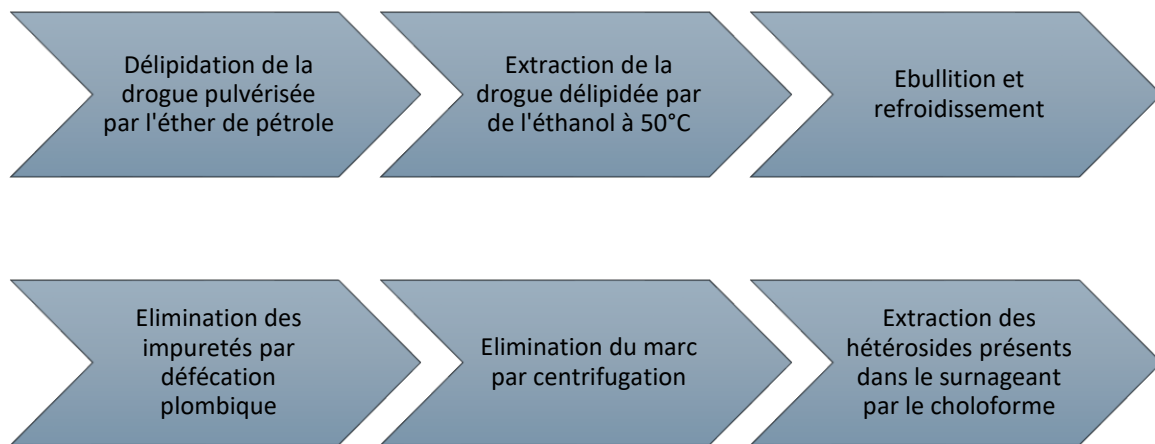 Délipidation de la
drogue pulvérisée
par l'éther de pétrole
Extraction de la
drogue délipidée par
de l'éthanol à 50°C
Ebullition et
refroidissement
Elimination des
impuretés par
défécation
plombique
Elimination du marc
par centrifugation
Extraction des
hétérosides présents
dans le surnageant
par le choloforme